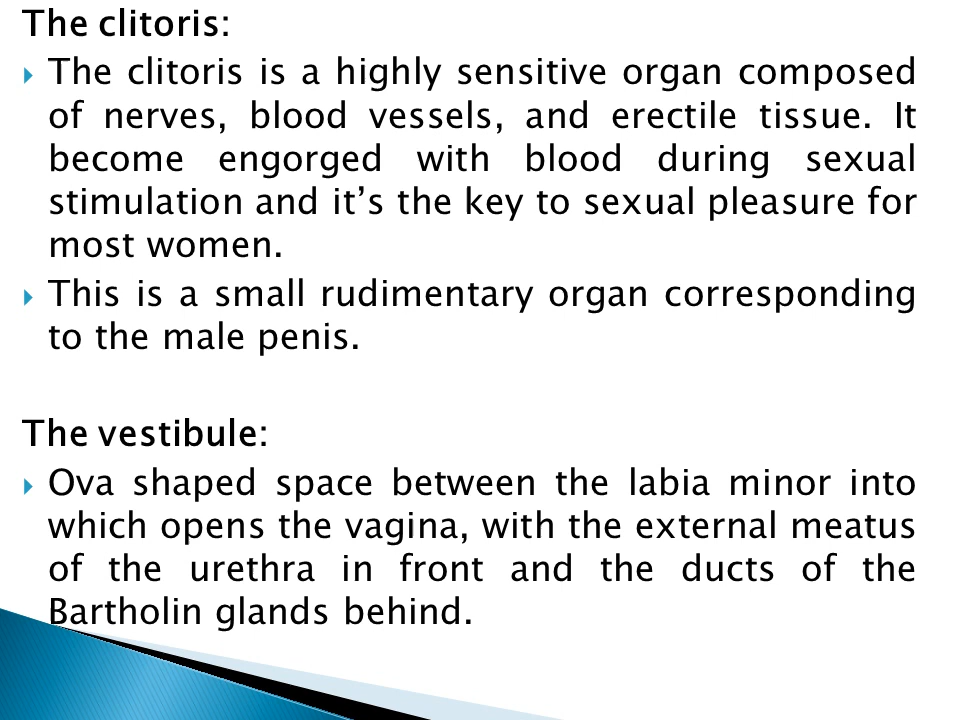 The clitoris:
The clitoris is a highly sensitive organ composed
of nerves, blood vessels, and erectile tissue. It
become engorged with blood during sexual
stimulation and it’s the key to sexual pleasure for
most women.
This is a small rudimentary organ corresponding
to the male penis.
The vestibule:
Ova shaped space between the labia minor into
which opens the vagina, with the external meatus
of the urethra in front and the ducts of the
Bartholin glands behind.